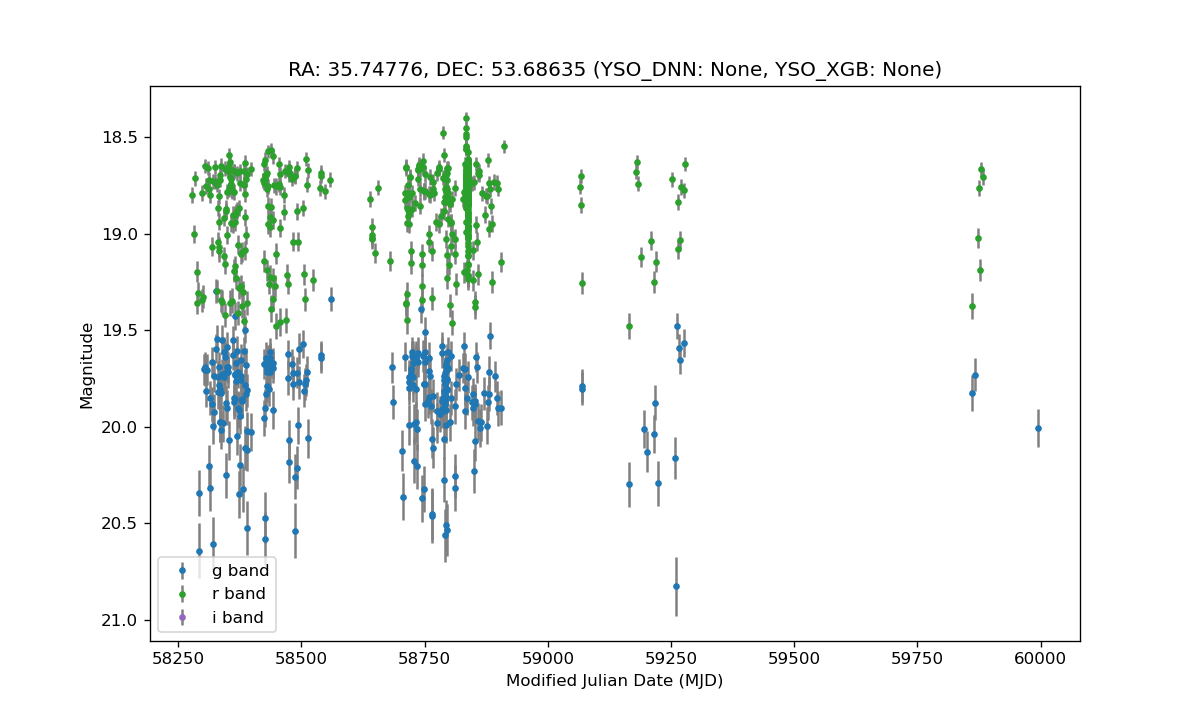 RA: 35.74776, DEC: 53.68635 (YSO_DNN: None, YSO_XGB: None)
Magnitude
18.5
19.0
19.5
20.0
20.5
21.0
g band
r band
i band
58250 58500 58750 59000 59250 59500 59750 60000
Modified Julian Date (MJD)